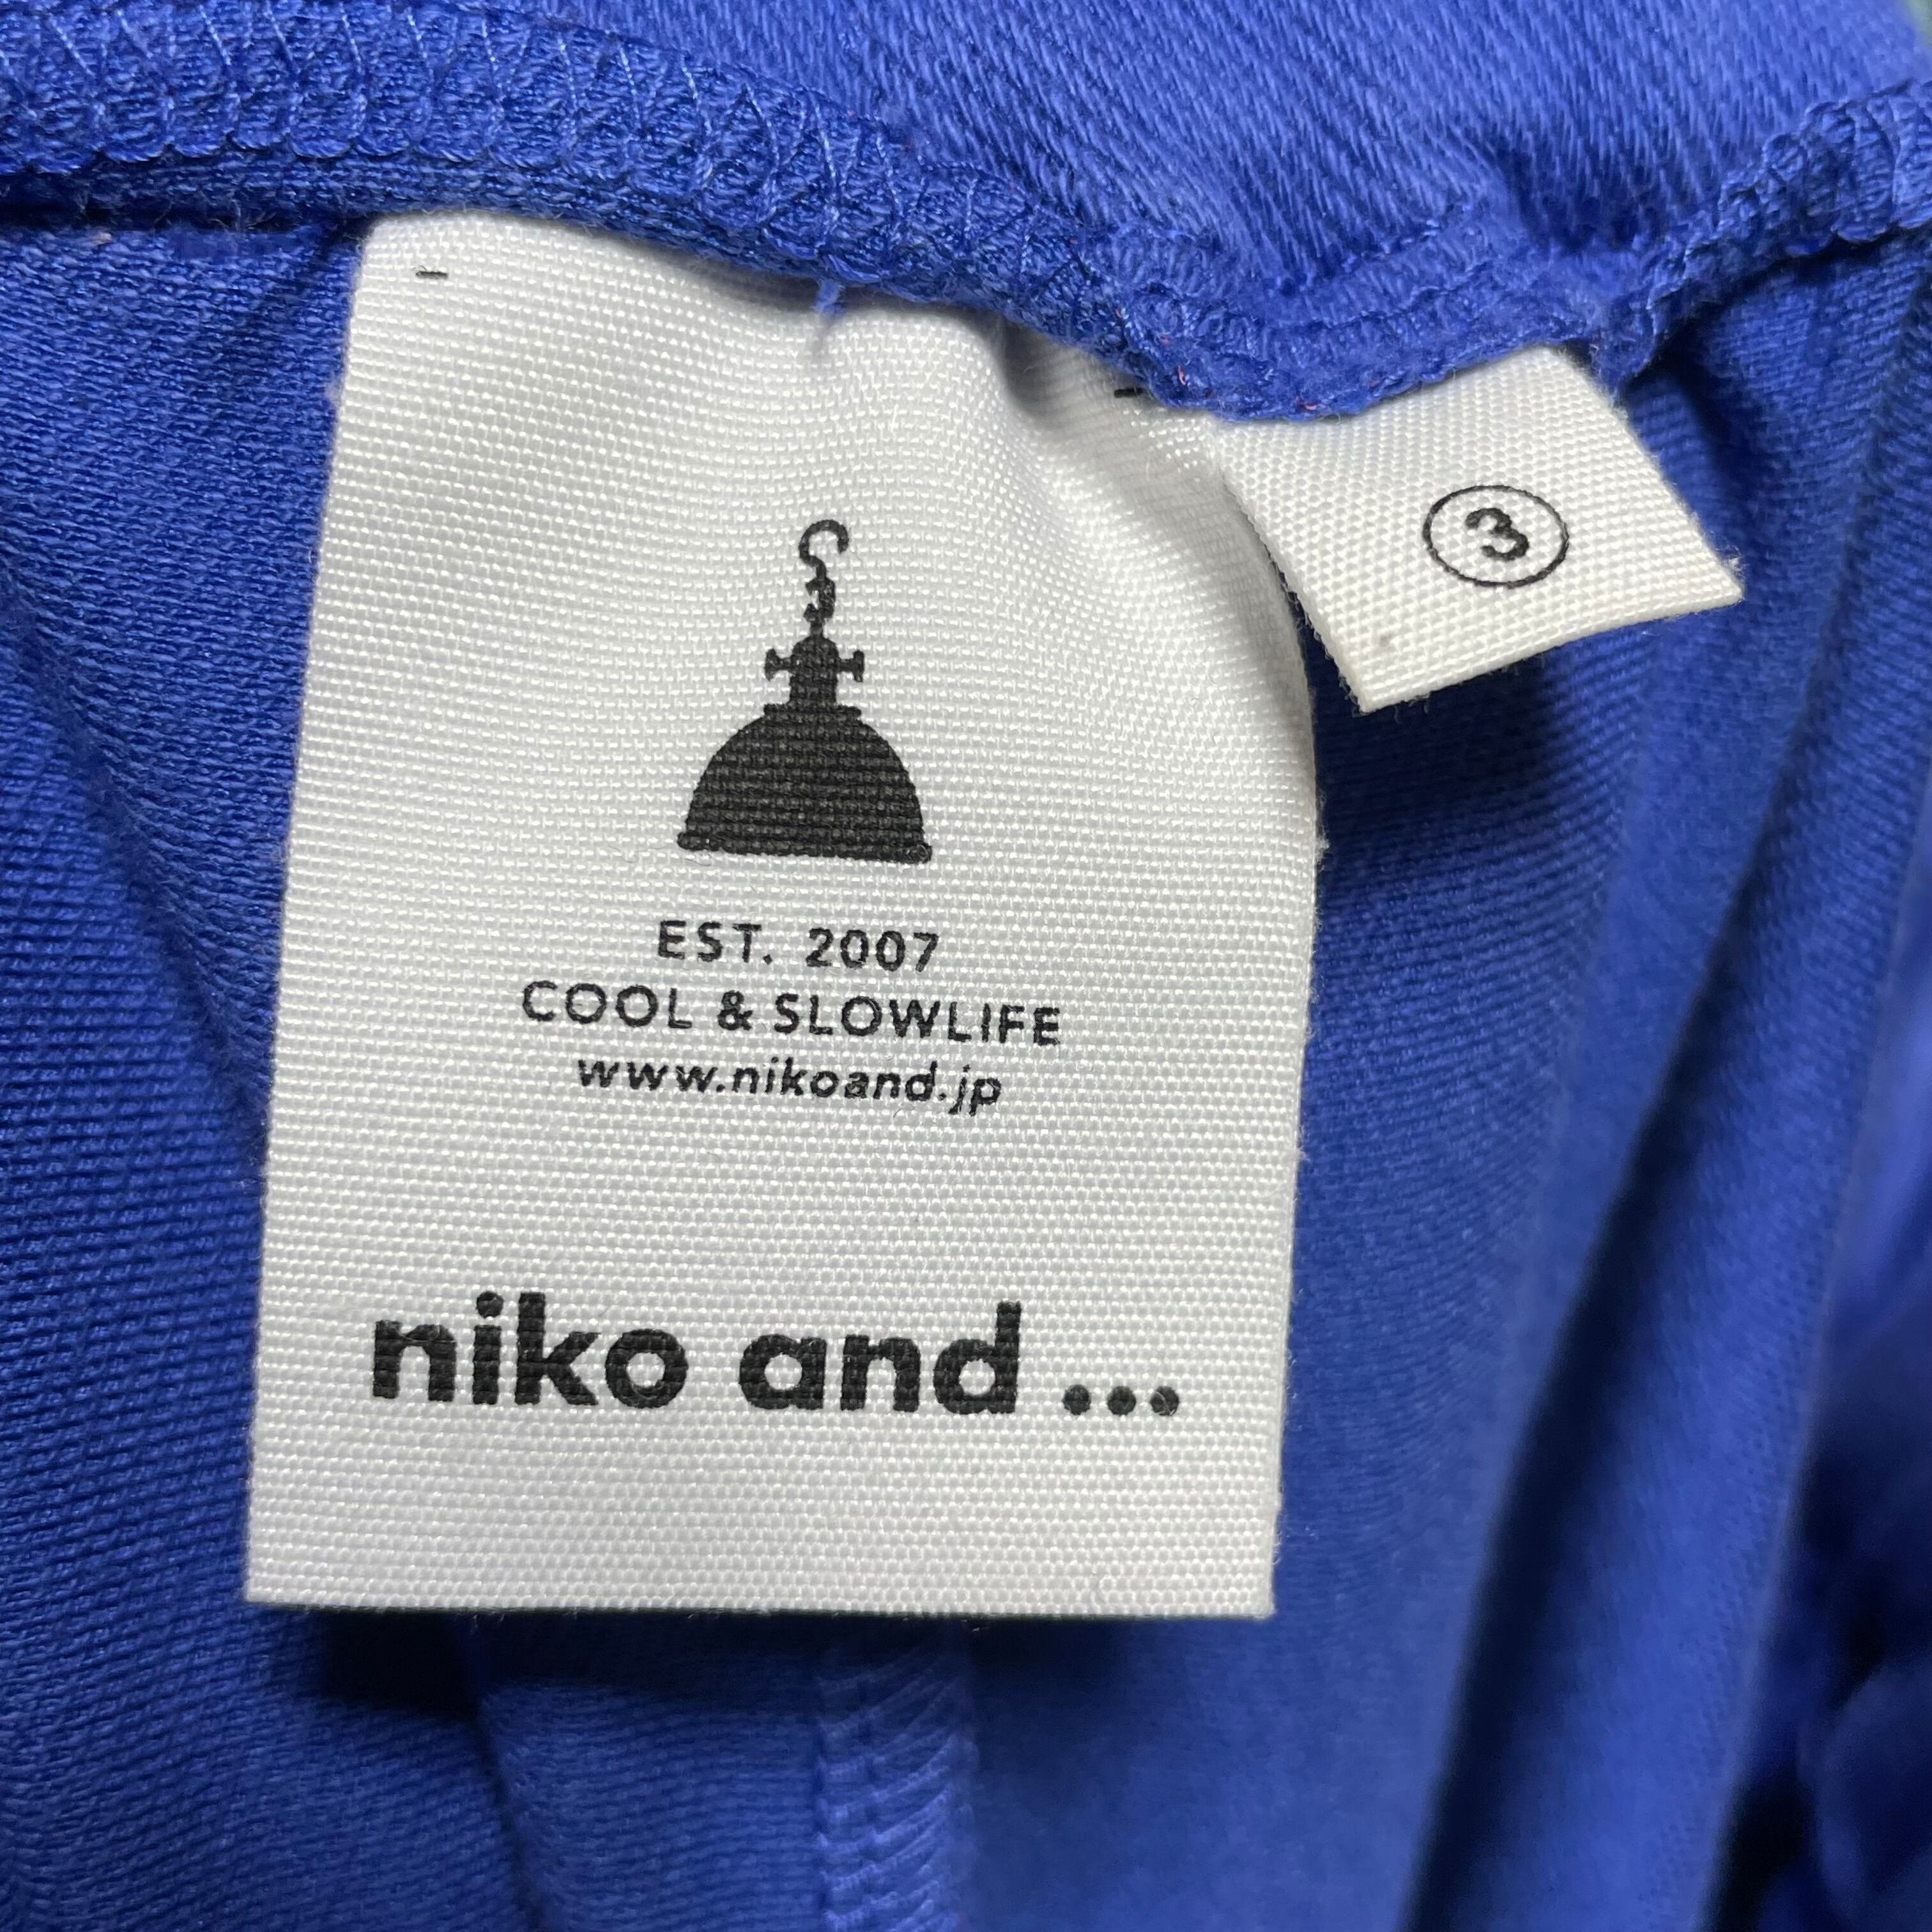 ③
EST. 2007
COOL & SLOWLIFE
www.nikoand.jp
niko and ...